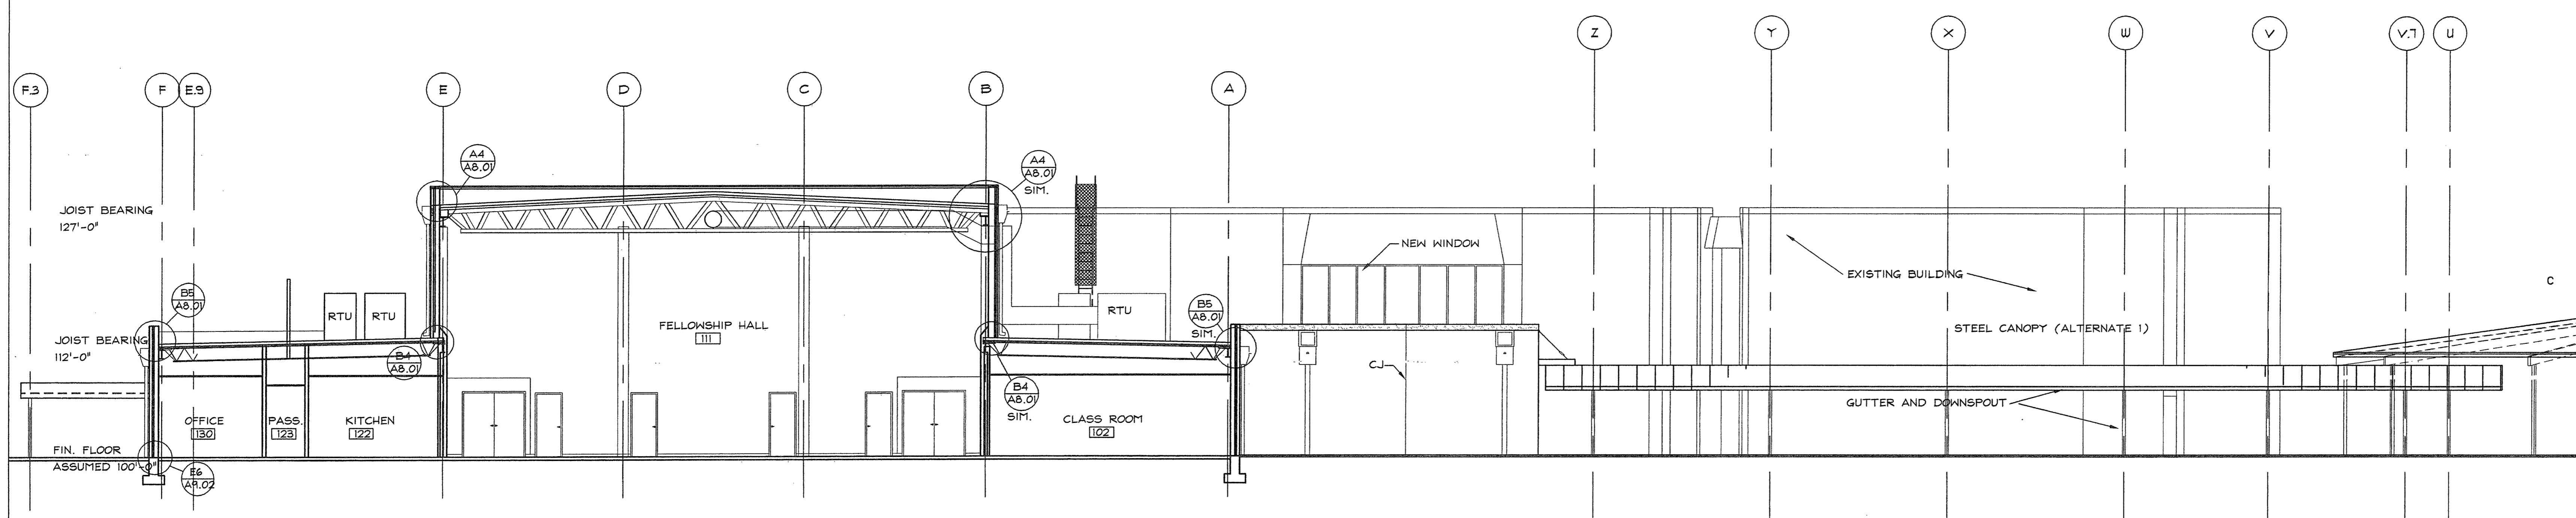 Z
Y
X
W
V
V.7
U
F.3
F
E.9
E
D
C
B
A
A4
A8.01
A4
A8.01
SIM.
JOIST BEARING
127'-0"
NEW WINDOW
EXISTING BUILDING
C
B5
A8.01
RTU
RTU
RTU
B5
A8.01
SIM.
FELLOWSHIP HALL
111
STEEL CANOPY (ALTERNATE 1)
JOIST BEARING
112'-0"
B4
A8.01
CJ
B4
A8.01
SIM.
GUTTER AND DOWNSPOUT
OFFICE
130
PASS.
123
KITCHEN
122
CLASS ROOM
102
FIN. FLOOR
ASSUMED 100'-0"
E6
A9.02